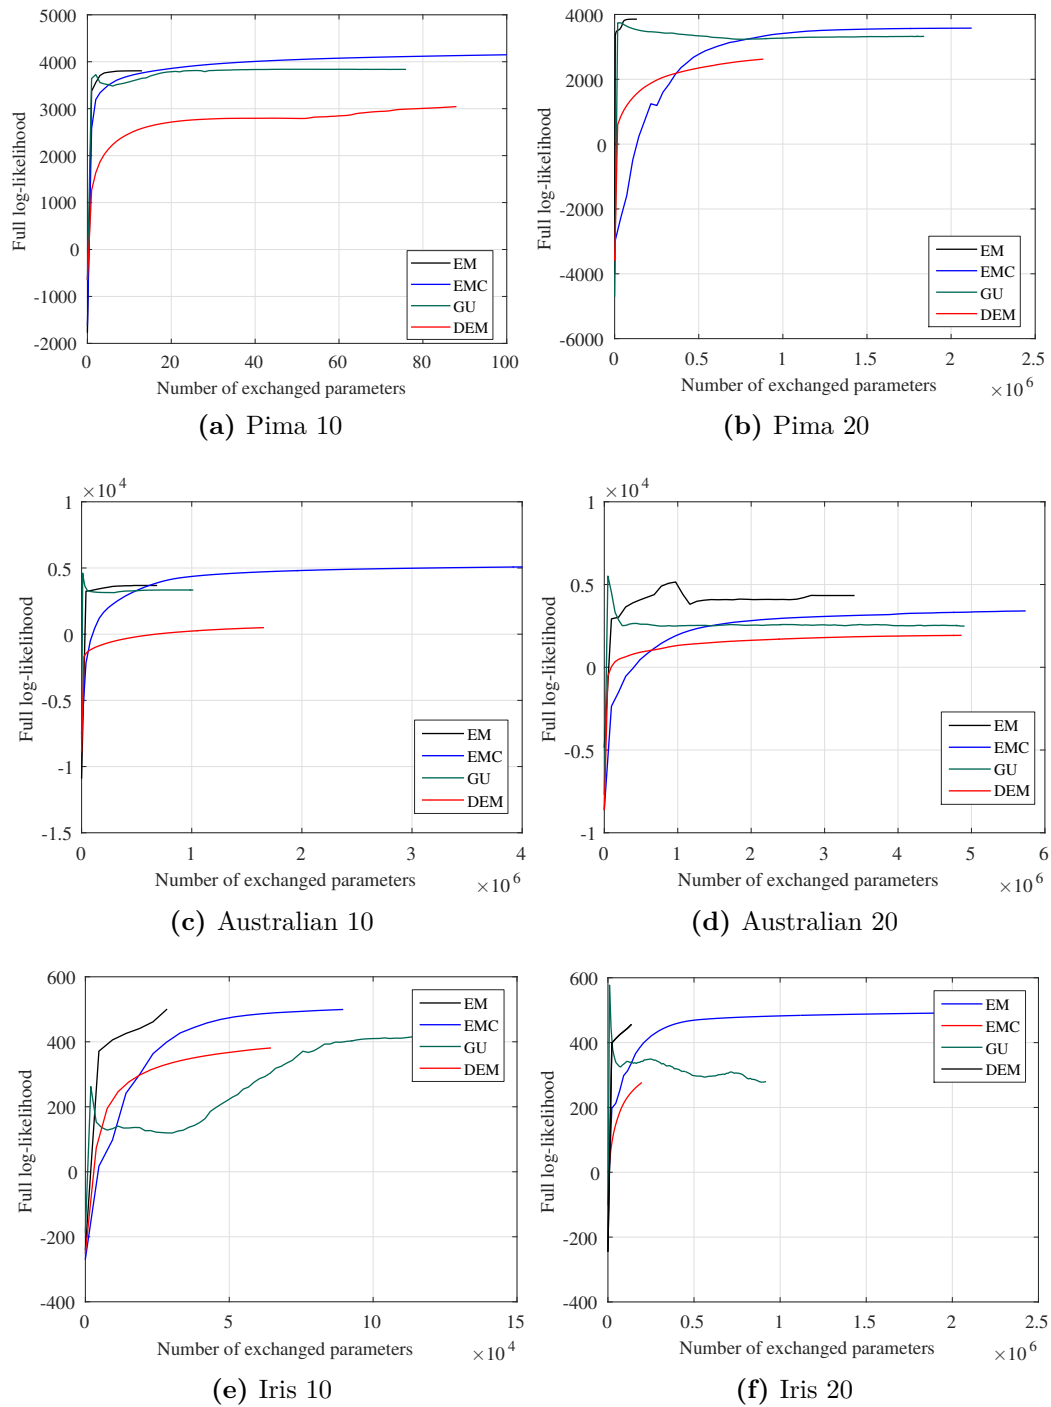 5000
4000
3000
2000
1000
0
-1000
-2000
Full log-likelihood
EM
EMC
GU
DEM
0 20 40 60 80 100
Number of exchanged parameters
(a) Pima 10
4000
2000
0
-2000
-4000
-6000
Full log-likelihood
EM
EMC
GU
DEM
0 0.5 1 1.5 2 2.5
Number of exchanged parameters
×10^6
(b) Pima 20
×10^4
1
0.5
0
-0.5
-1
-1.5
Full log-likelihood
EM
EMC
GU
DEM
0 1 2 3 4
Number of exchanged parameters
×10^6
(c) Australian 10
×10^4
1
0.5
0
-0.5
-1
Full log-likelihood
EM
EMC
GU
DEM
0 1 2 3 4 5 6
Number of exchanged parameters
×10^6
(d) Australian 20
600
400
200
0
-200
-400
Full log-likelihood
EM
EMC
GU
DEM
0 5 10 15
Number of exchanged parameters
×10^4
(e) Iris 10
600
400
200
0
-200
-400
Full log-likelihood
EM
EMC
GU
DEM
0 0.5 1 1.5 2 2.5
Number of exchanged parameters
×10^6
(f) Iris 20